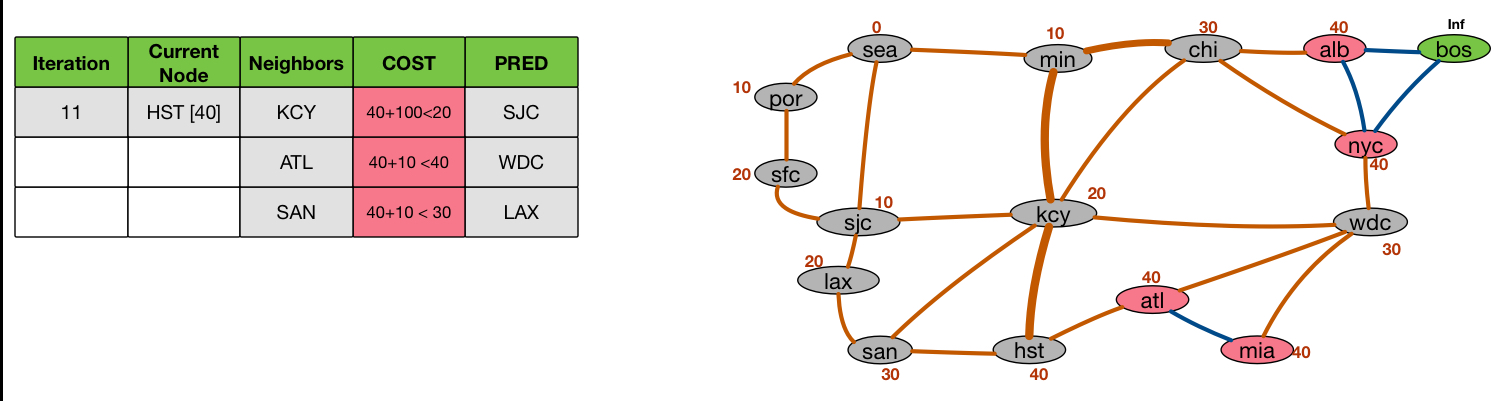 Iteration Current Node Neighbors COST PRED
11 HST [40] KCY 40+100<20 SJC
ATL 40+10 <40 WDC
SAN 40+10 < 30 LAX
0
sea
10
min
30
chi
40
alb
Inf
bos
10
por
nyc
40
20
sfc
10
sjc
20
kcy
wdc
30
20
lax
40
atl
san
30
hst
40
mia
40